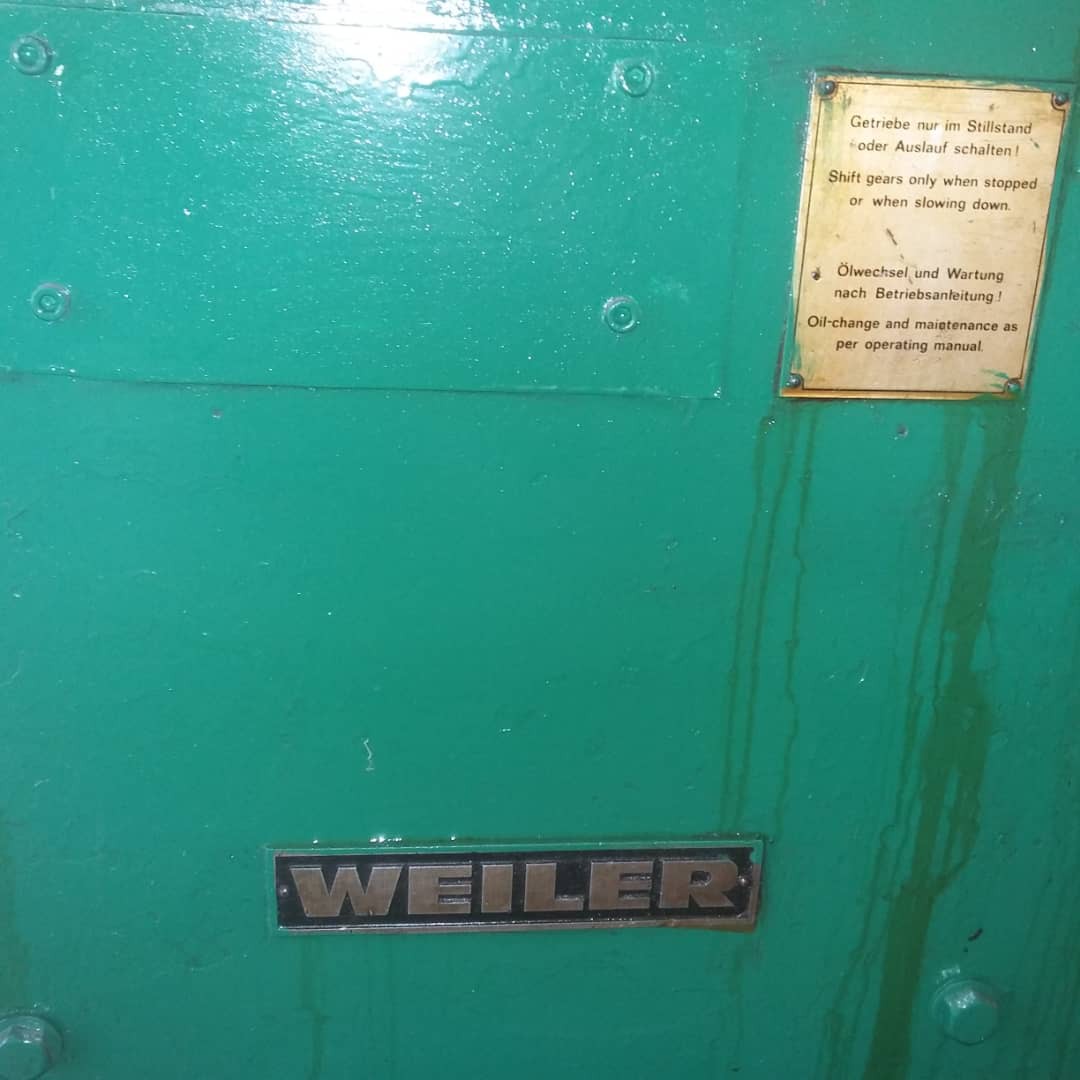 Getriebe nur im Stillstand
oder Auslauf schalten!
Shift gears only when stopped
or when slowing down.
Ölwechsel und Wartung
nach Betriebsanleitung!
Oil-change and maintenance as
per operating manual.
WEILER